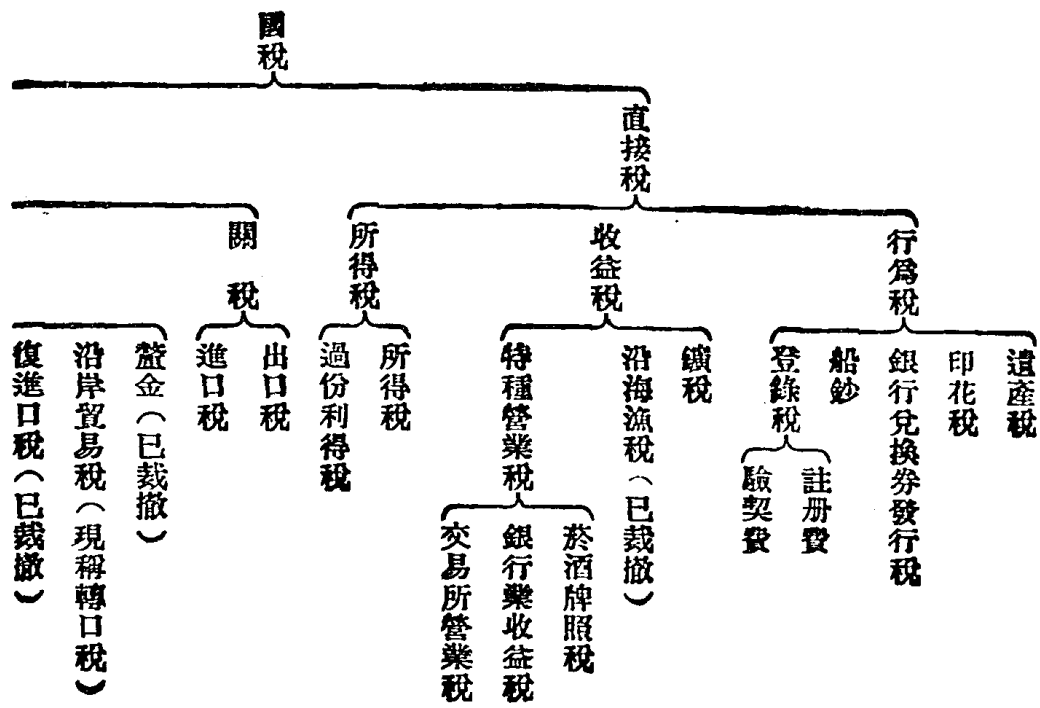 國稅
直接稅
行爲稅
遺產稅
印花稅
銀行兌換券發行稅
船鈔
登錄稅
註册費
驗契費
收益稅
鑛稅
沿海漁稅（已裁撤）
特種營業稅
菸酒牌照稅
銀行業收益稅
交易所營業稅
所得稅
所得稅
過份利得稅
關稅
出口稅
進口稅
釐金（已裁撤）
沿岸貿易稅（現稱轉口稅）
復進口稅（已裁撤）